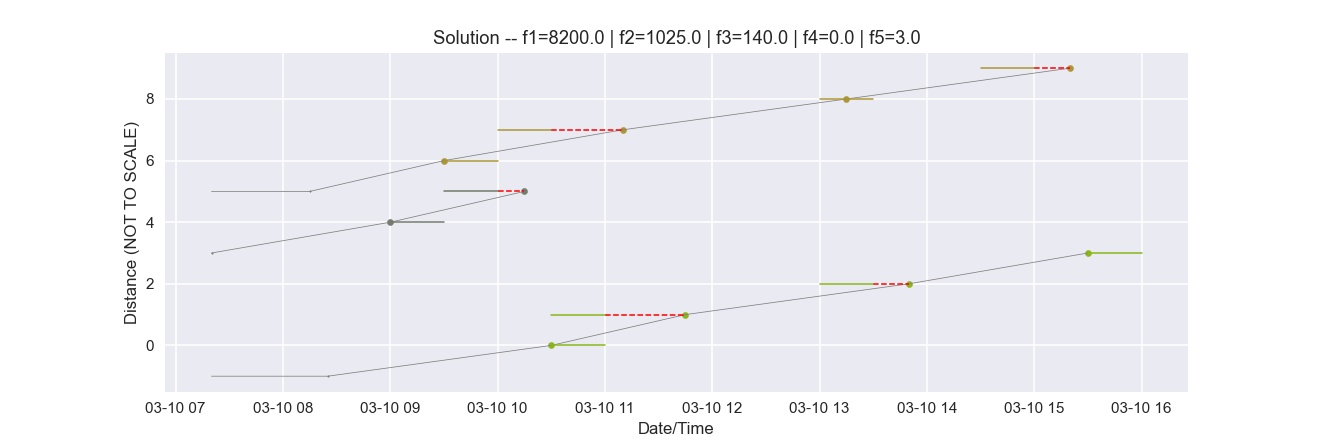 Solution -- f1=8200.0 | f2=1025.0 | f3=140.0 | f4=0.0 | f5=3.0
Distance (NOT TO SCALE)
8
6
4
2
0
03-10 07 03-10 08 03-10 09 03-10 10 03-10 11 03-10 12 03-10 13 03-10 14 03-10 15 03-10 16
Date/Time